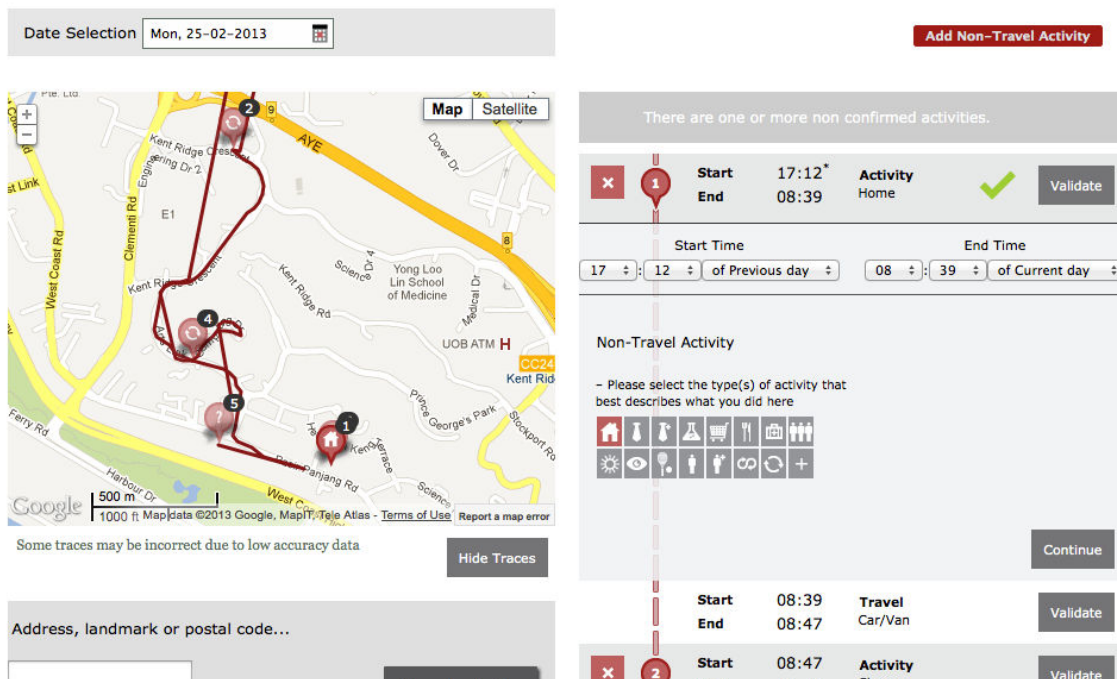 Date Selection Mon, 25-02-2013
Add Non-Travel Activity
Pte. Ltd.
+
-
2
9
Map Satellite
AYE
Kent Ridge Crescent
Dover Dr
st Link
E1
Clementi Rd
West Coast Rd
8
Science Dr 4
Yong Loo
Lin School
of Medicine
Kent Ridge Crescent
Kent Ridge Rd
Medical Dr
4
UOB ATM H
CC24
Kent Rid
5
?
1
Prince George's Park
Stockport Rd
Ferry Rd
Pasir Panjang Rd
Harbour Dr
Science
Google
500 m
1000 ft
Map data ©2013 Google, MapIT, Tele Atlas - Terms of Use
Report a map error
Some traces may be incorrect due to low accuracy data
Hide Traces
Address, landmark or postal code...
There are one or more non confirmed activities.
×
1
Start 17:12* Activity
End 08:39 Home
Validate
Start Time End Time
17 : 12 of Previous day 08 : 39 of Current day
Non-Travel Activity
– Please select the type(s) of activity that
best describes what you did here
+
Continue
Start 08:39 Travel
End 08:47 Car/Van
Validate
×
2
Start 08:47 Activity
Validate